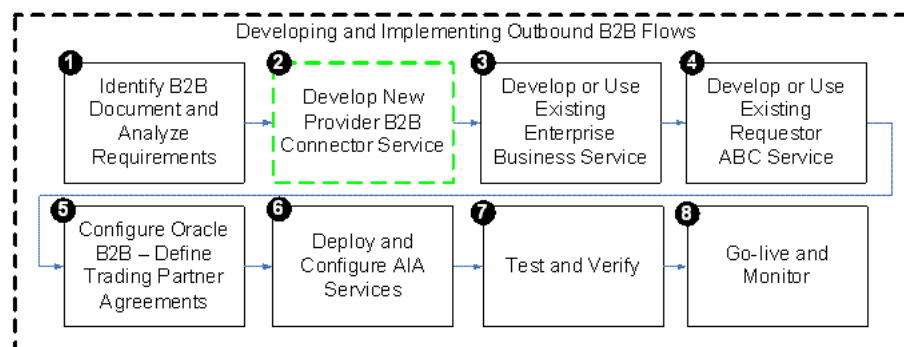 Developing and Implementing Outbound B2B Flows
1
Identify B2B
Document and
Analyze
Requirements
2
Develop New
Provider B2B
Connector Service
3
Develop or Use
Existing
Enterprise
Business Service
4
Develop or Use
Existing
Requestor
ABC Service
5
Configure Oracle
B2B – Define
Trading Partner
Agreements
6
Deploy and
Configure AIA
Services
7
Test and Verify
8
Go-live and
Monitor